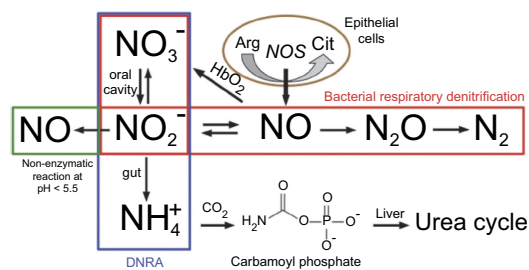 Epithelial
cells
Arg NOS Cit
NO3-
oral
cavity
HbO2
Bacterial respiratory denitrification
NO NO2- NO N2O N2
Non-enzymatic
reaction at
pH < 5.5
gut
NH4+ CO2 Liver Urea cycle
O O
H2N O-P-O-
O-
DNRA Carbamoyl phosphate